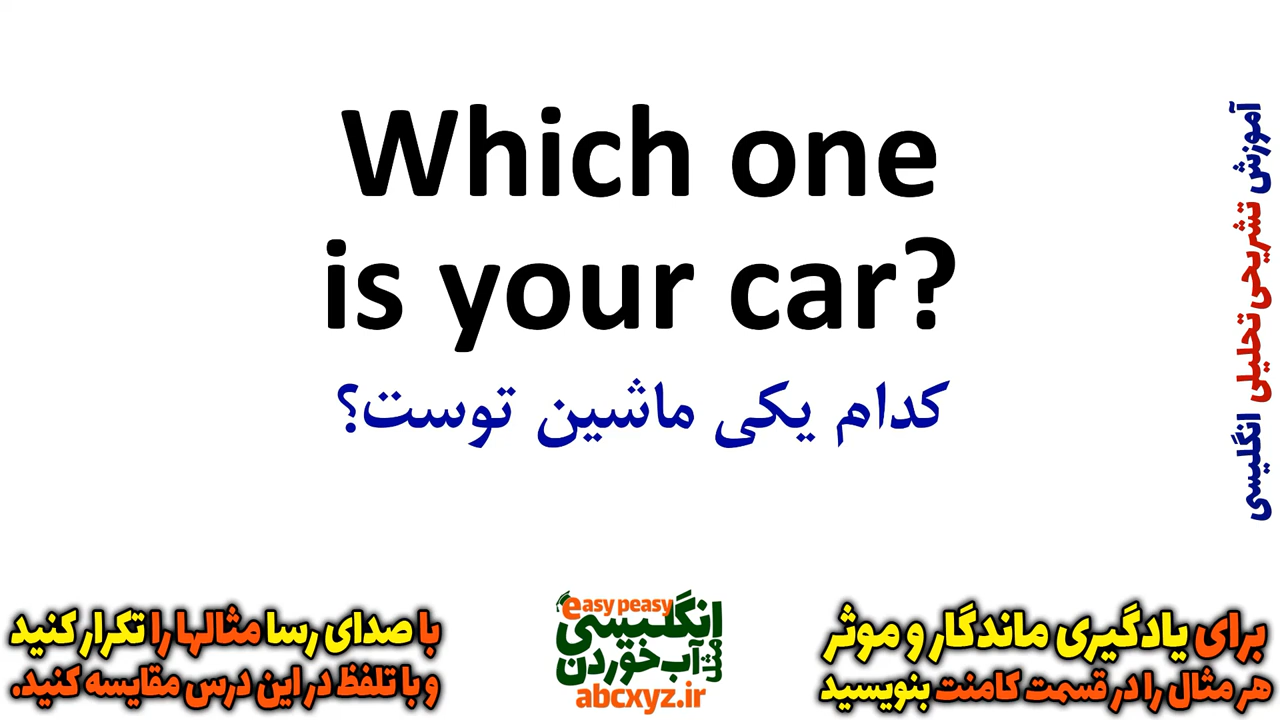 Which one
is your car?
کدام یکی ماشین توست؟
آموزش تشریحی تحلیلی انگلیسی
با صدای رسا مثالها را تکرار کنید
و با تلفظ در این درس مقایسه کنید.
easy peasy
انگلیسی
مثل آب خوردن
abcxyz.ir
برای یادگیری ماندگار و موثر
هر مثال را در قسمت کامنت بنویسید